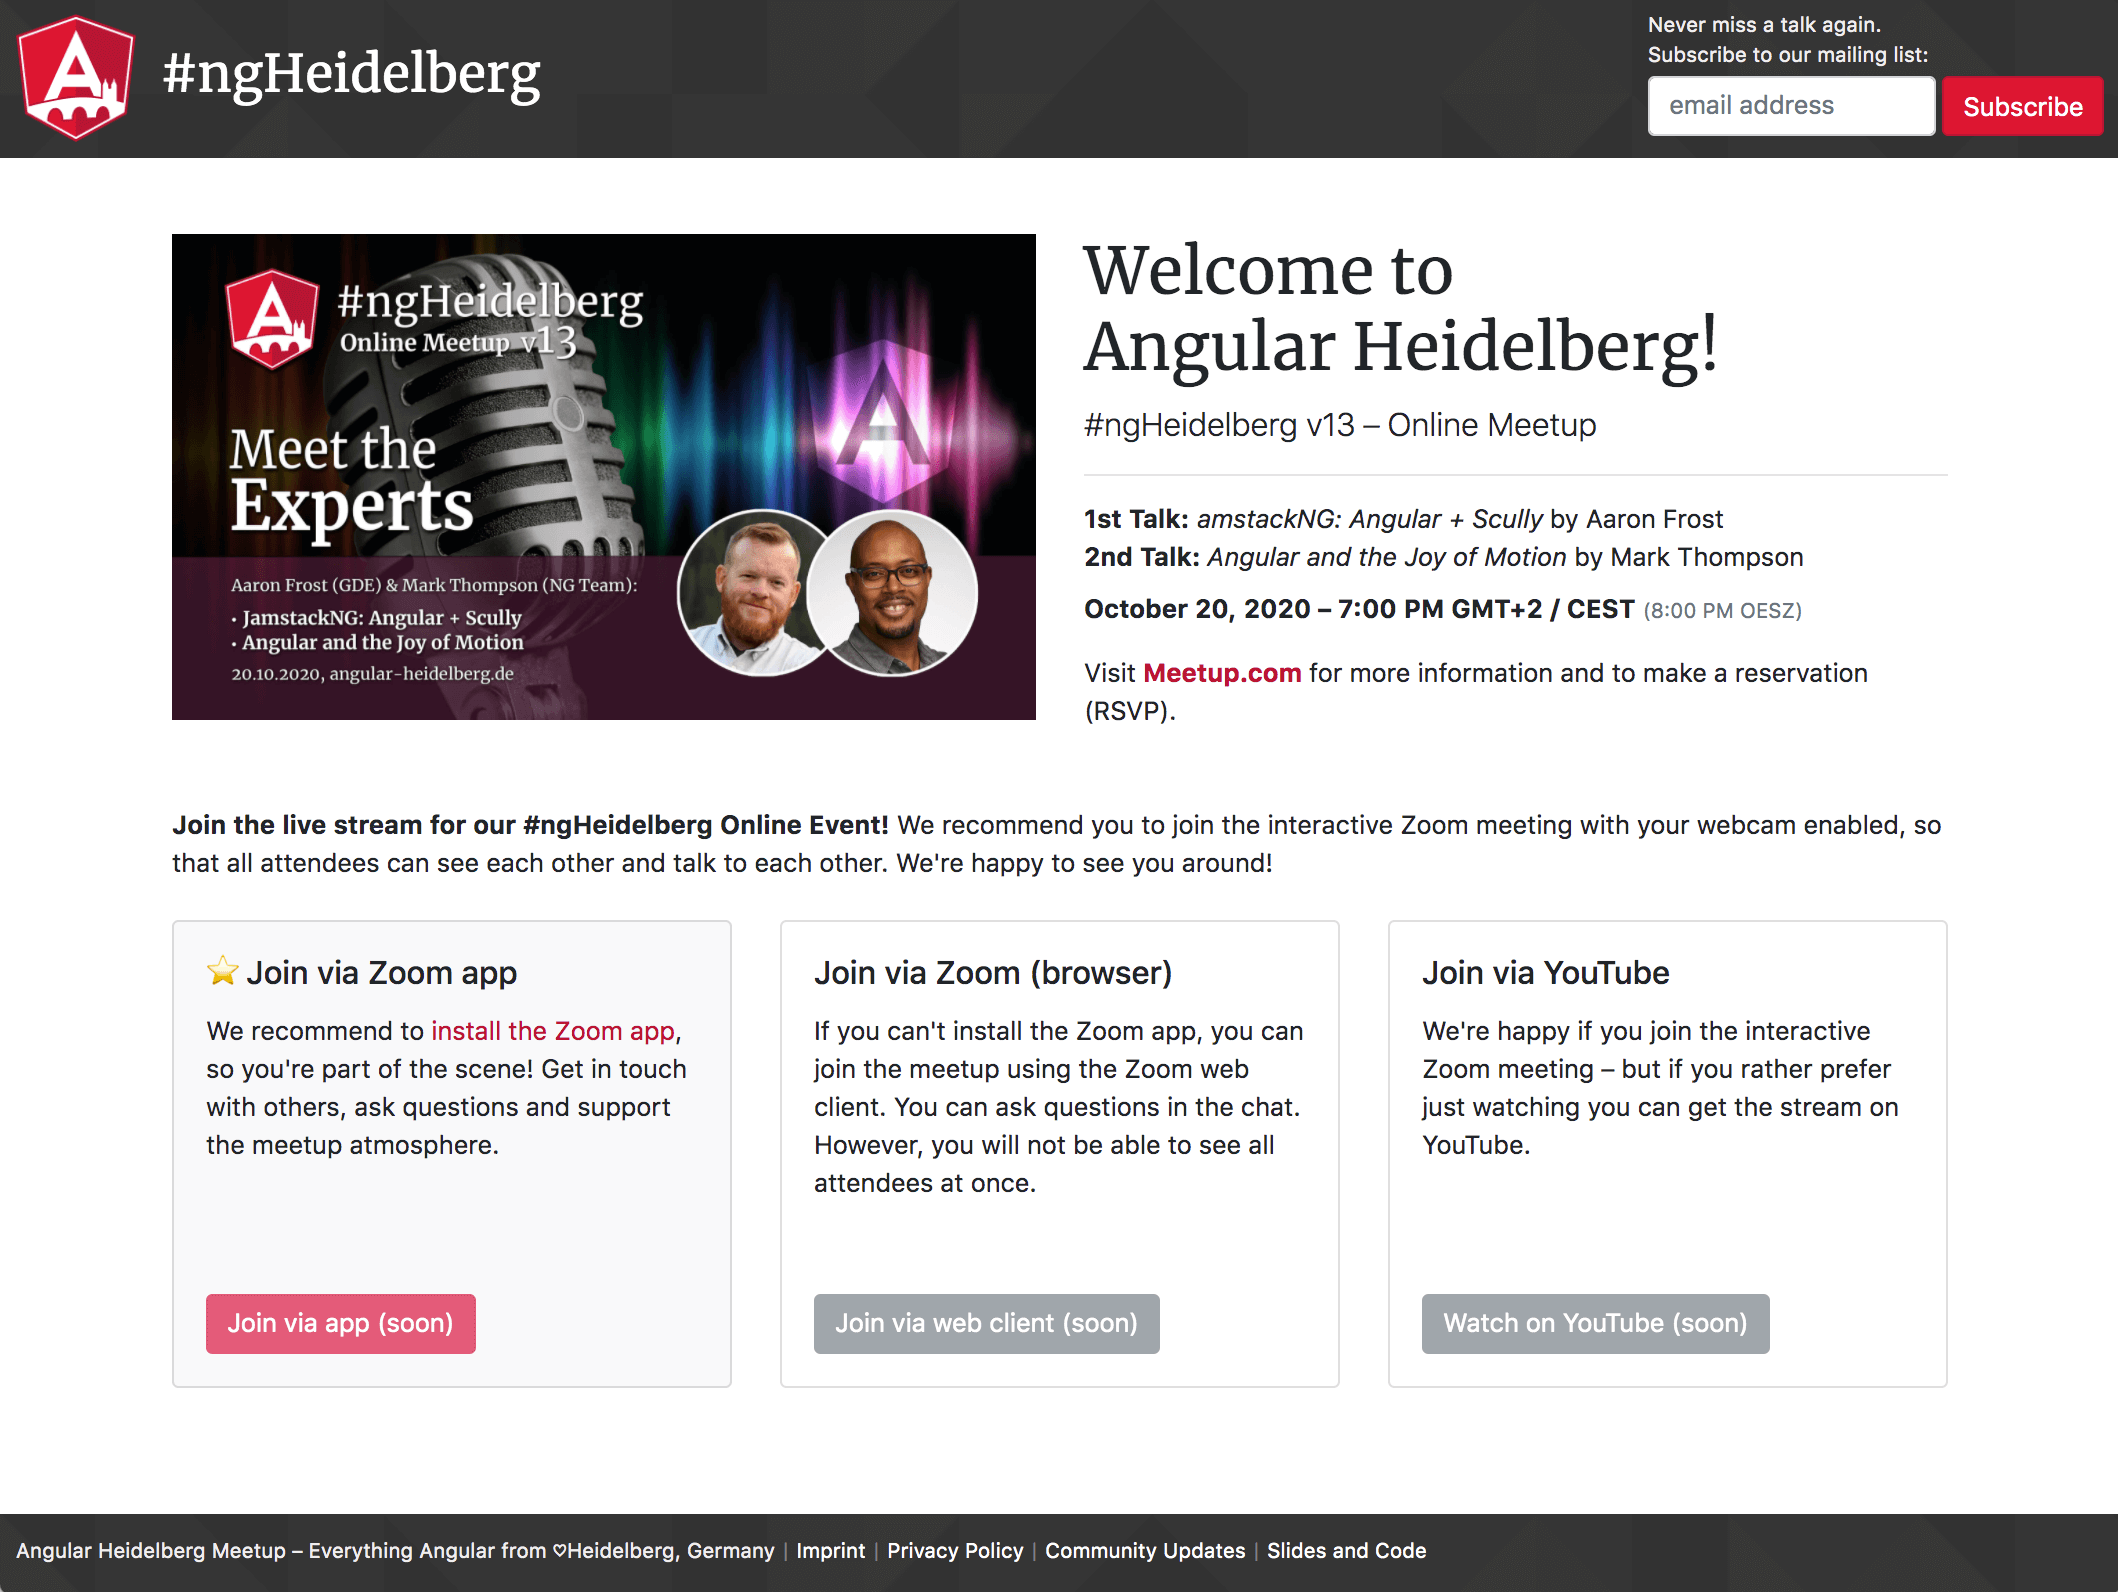 #ngHeidelberg
Never miss a talk again.
Subscribe to our mailing list:
email address
Subscribe
#ngHeidelberg
Online Meetup v13
Meet the
Experts
Aaron Frost (GDE) & Mark Thompson (NG Team):
• JamstackNG: Angular + Scully
• Angular and the Joy of Motion
20.10.2020, angular-heidelberg.de
Welcome to
Angular Heidelberg!
#ngHeidelberg v13 – Online Meetup
1st Talk: amstackNG: Angular + Scully by Aaron Frost
2nd Talk: Angular and the Joy of Motion by Mark Thompson
October 20, 2020 – 7:00 PM GMT+2 / CEST (8:00 PM OESZ)
Visit Meetup.com for more information and to make a reservation
(RSVP).
Join the live stream for our #ngHeidelberg Online Event! We recommend you to join the interactive Zoom meeting with your webcam enabled, so
that all attendees can see each other and talk to each other. We're happy to see you around!
⭐ Join via Zoom app
We recommend to install the Zoom app,
so you're part of the scene! Get in touch
with others, ask questions and support
the meetup atmosphere.
Join via app (soon)
Join via Zoom (browser)
If you can't install the Zoom app, you can
join the meetup using the Zoom web
client. You can ask questions in the chat.
However, you will not be able to see all
attendees at once.
Join via web client (soon)
Join via YouTube
We're happy if you join the interactive
Zoom meeting – but if you rather prefer
just watching you can get the stream on
YouTube.
Watch on YouTube (soon)
Angular Heidelberg Meetup – Everything Angular from ♡Heidelberg, Germany | Imprint | Privacy Policy | Community Updates | Slides and Code